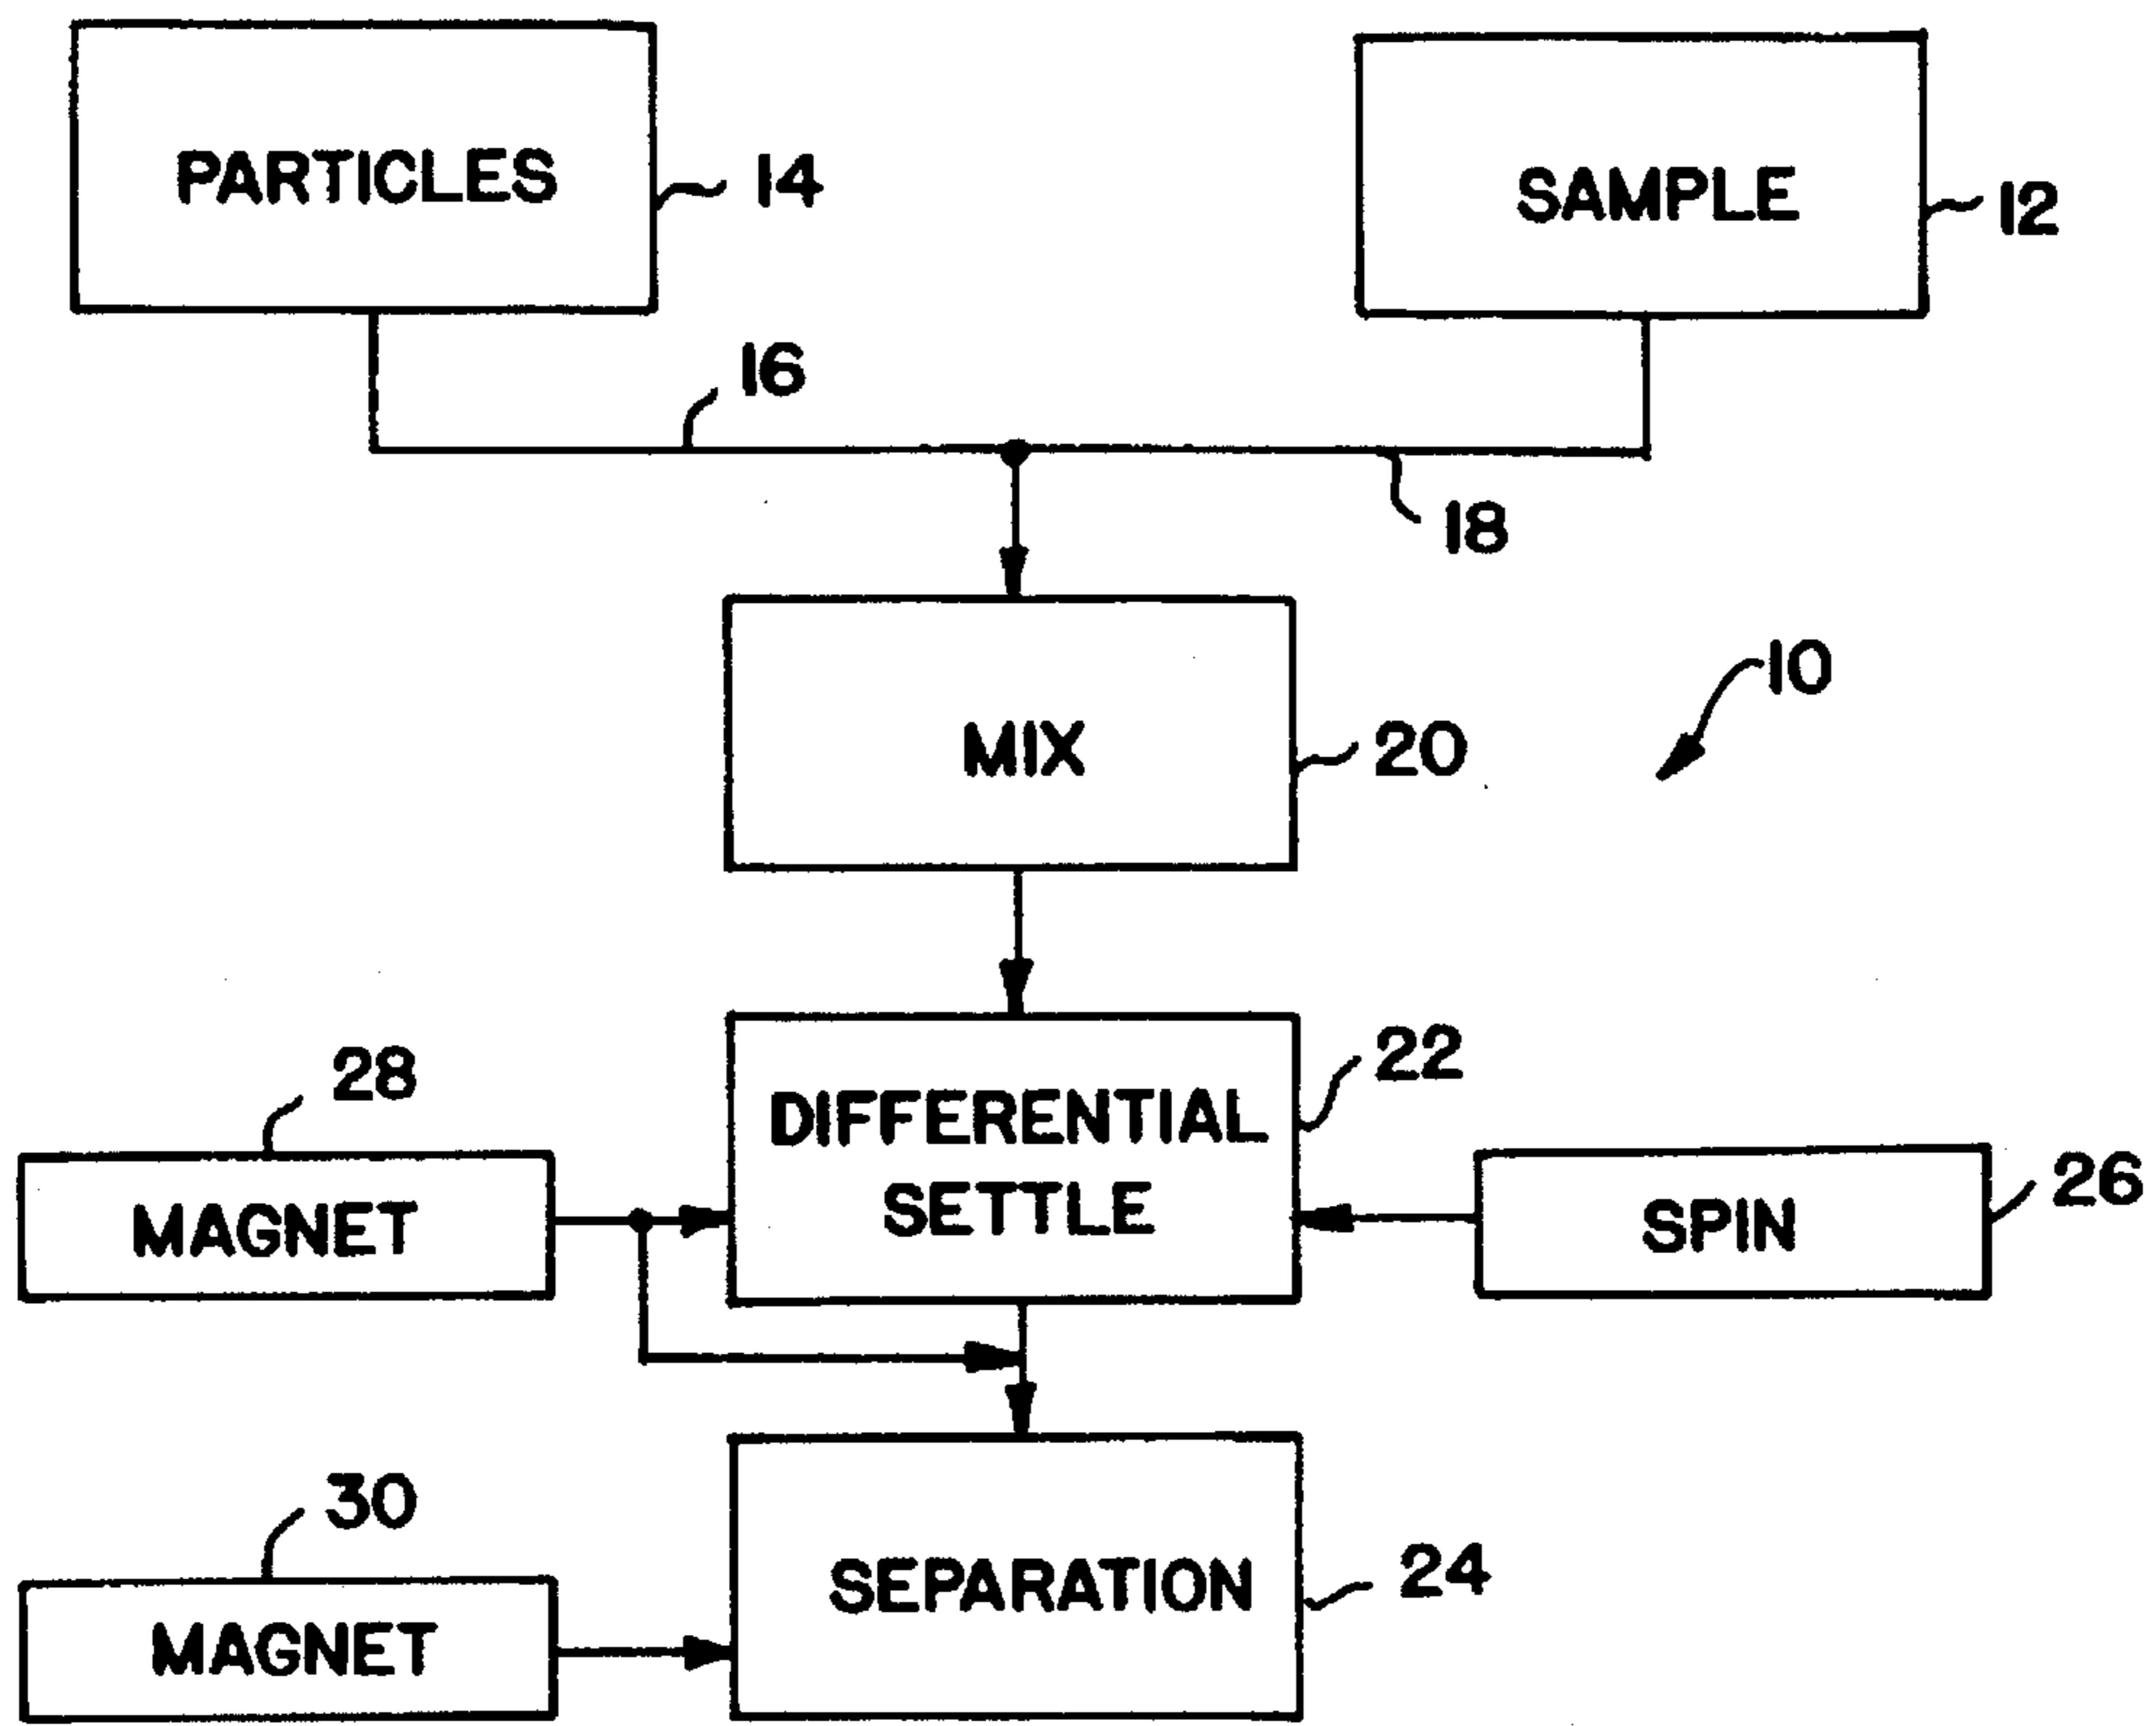 PARTICLES
14
SAMPLE
12
16
18
MIX
20
10
28
DIFFERENTIAL
SETTLE
22
MAGNET
SPIN
26
30
MAGNET
SEPARATION
24